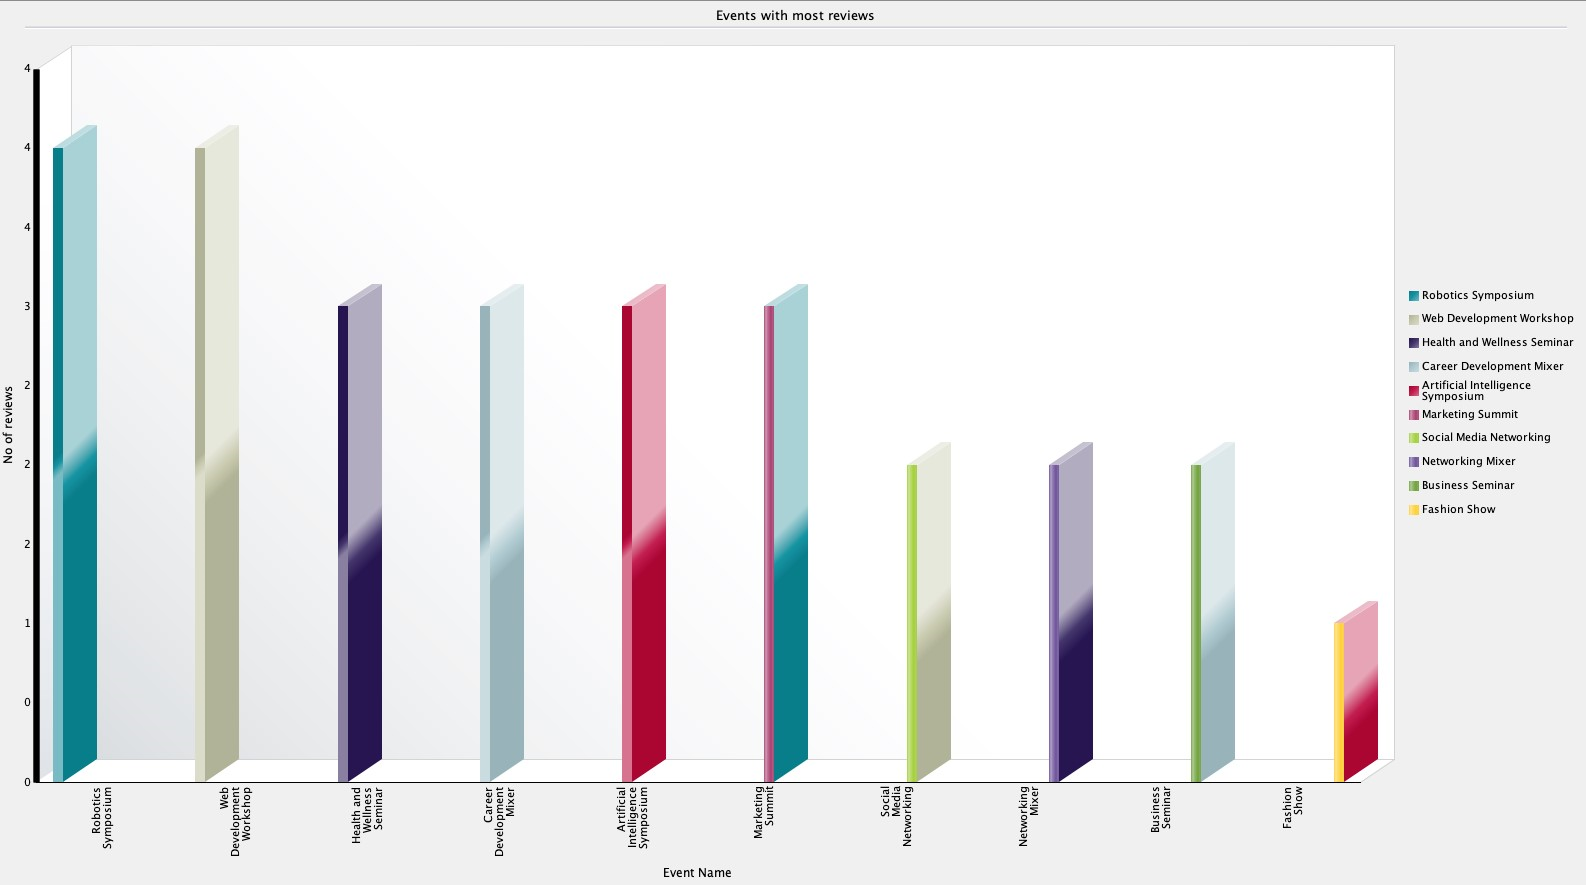 Events with most reviews
4
4
4
3
2
2
2
1
0
0
No of reviews
Robotics
Symposium
Web
Development
Workshop
Health and
Wellness
Seminar
Career
Development
Mixer
Artificial
Intelligence
Symposium
Marketing
Summit
Social
Media
Networking
Networking
Mixer
Business
Seminar
Fashion
Show
Event Name
Robotics Symposium
Web Development Workshop
Health and Wellness Seminar
Career Development Mixer
Artificial Intelligence
Symposium
Marketing Summit
Social Media Networking
Networking Mixer
Business Seminar
Fashion Show